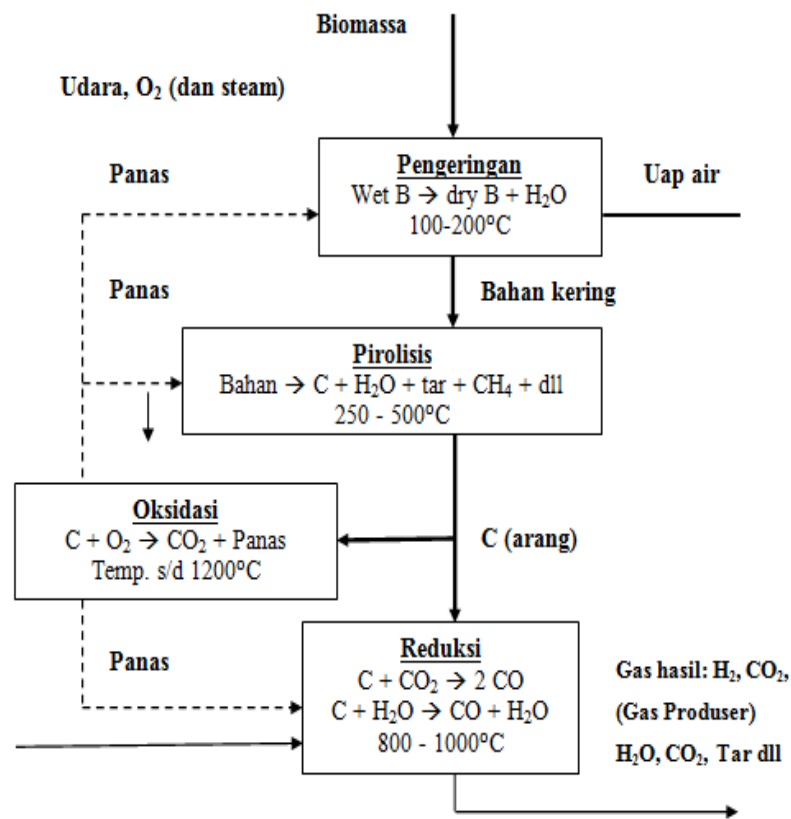 Biomassa
Udara, O₂ (dan steam)
Pengeringan
Wet B → dry B + H₂O
100-200°C
Panas
Uap air
Panas
Bahan kering
Pirolisis
Bahan → C + H₂O + tar + CH₄ + dll
250 - 500°C
Oksidasi
C + O₂ → CO₂ + Panas
Temp. s/d 1200°C
C (arang)
Reduksi
C + CO₂ → 2 CO
C + H₂O → CO + H₂O
800 - 1000°C
Panas
Gas hasil: H₂, CO₂,
(Gas Produser)
H₂O, CO₂, Tar dll